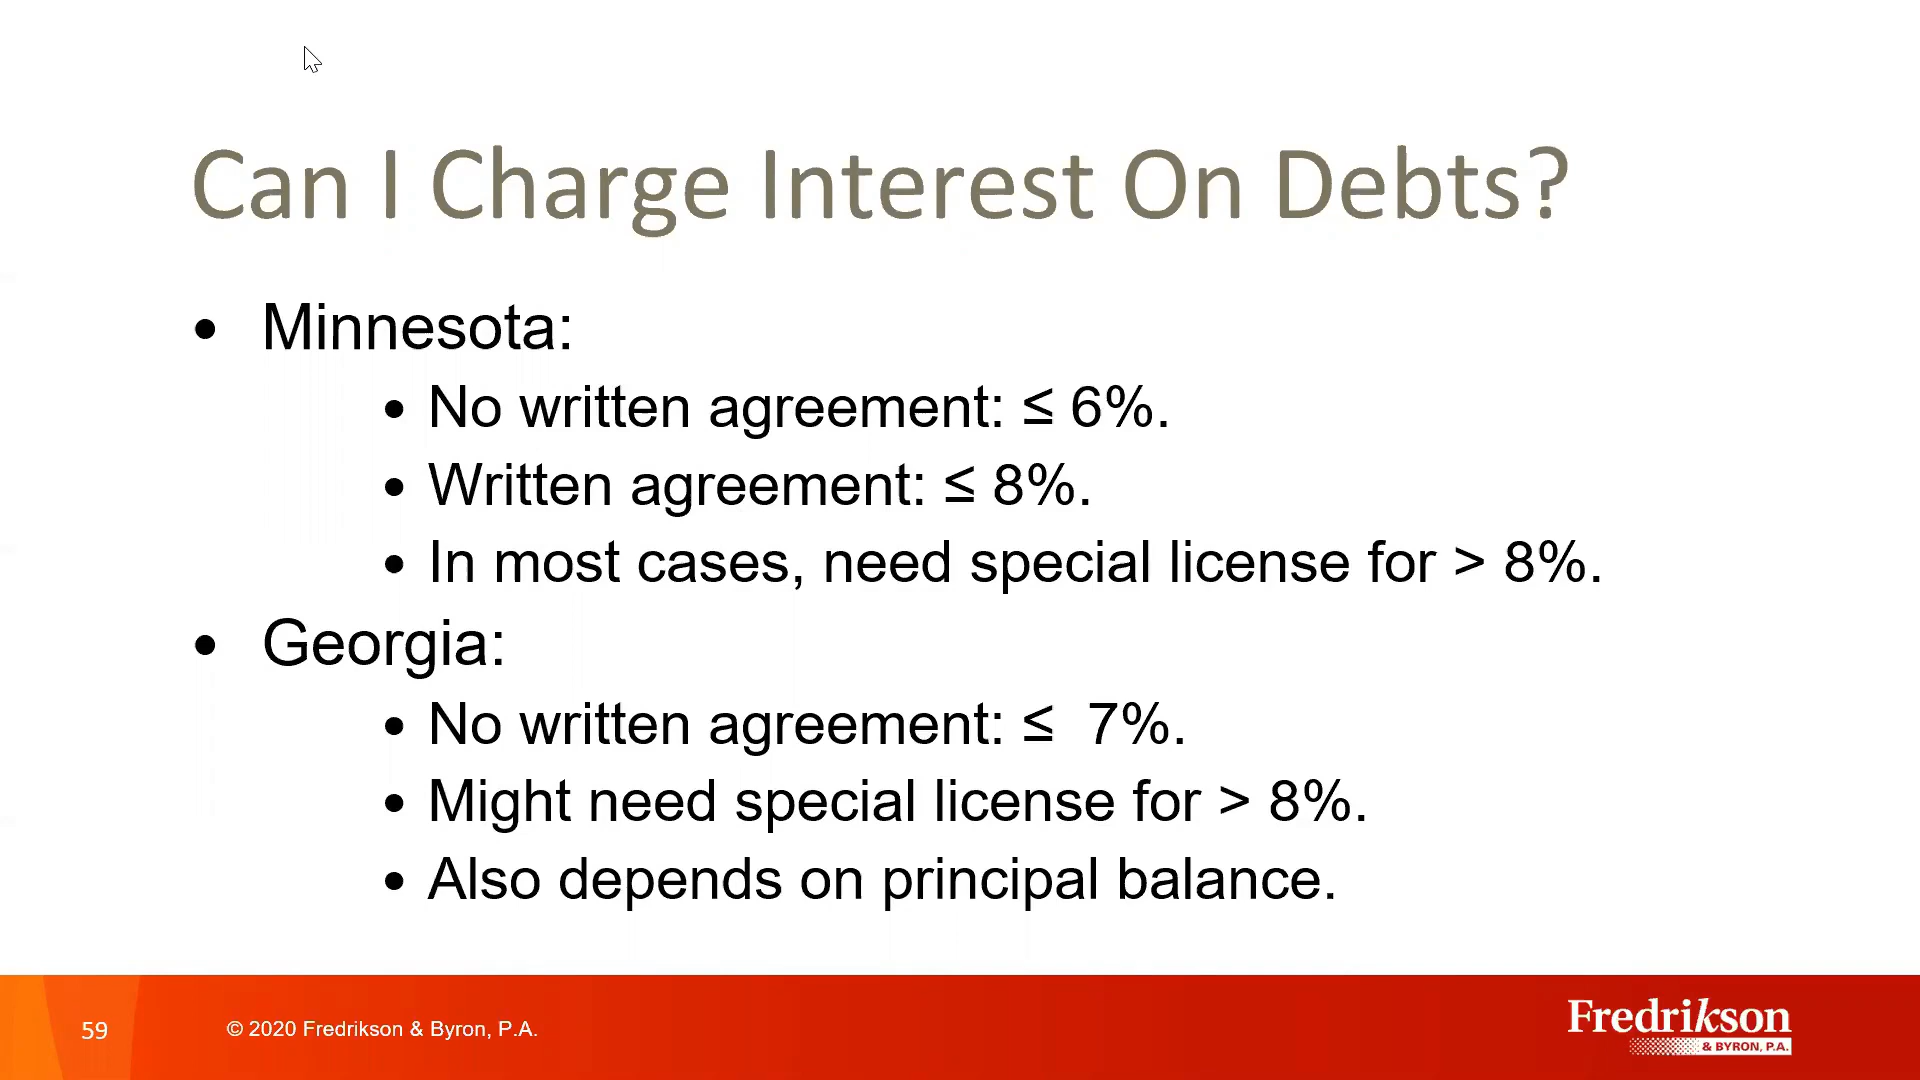 Can I Charge Interest On Debts?
• Minnesota:
• No written agreement: ≤ 6%.
• Written agreement: ≤ 8%.
• In most cases, need special license for > 8%.
• Georgia:
• No written agreement: ≤  7%.
• Might need special license for > 8%.
• Also depends on principal balance.
59
© 2020 Fredrikson & Byron, P.A.
Fredrikson
& BYRON, P.A.